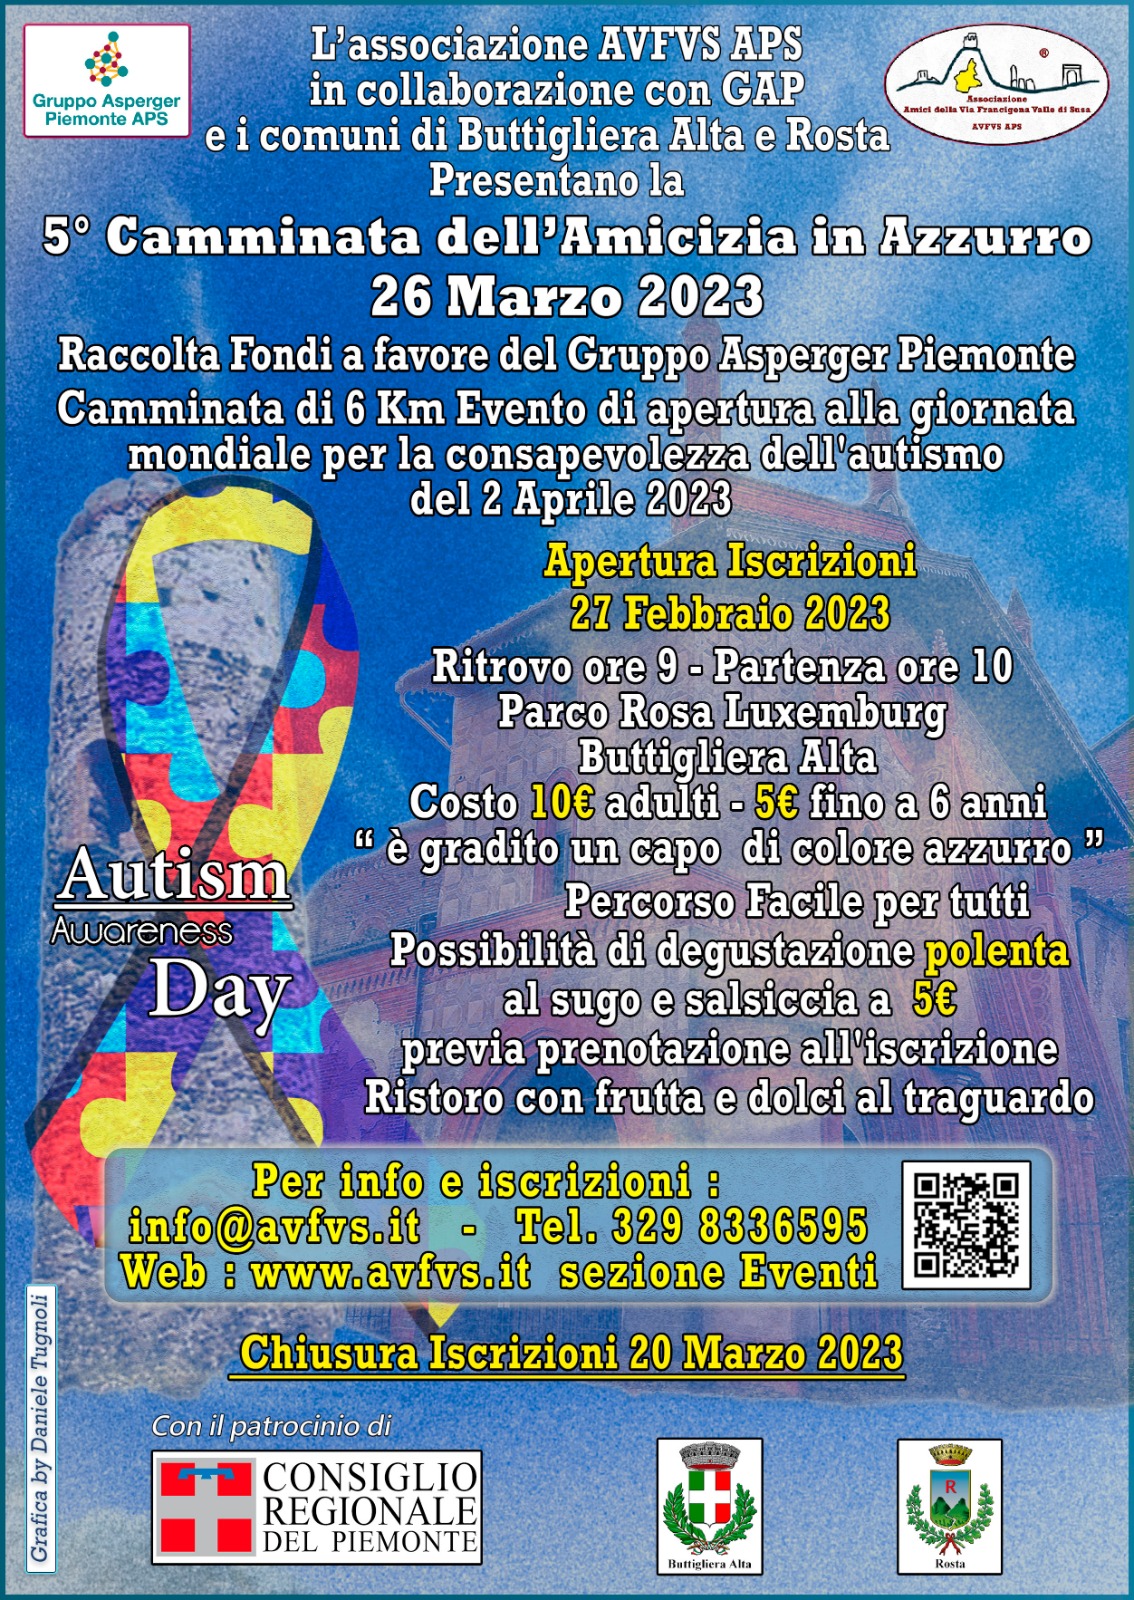 Gruppo Asperger
Piemonte APS
L'associazione AVFVS APS
in collaborazione con GAP
e i comuni di Buttigliera Alta e Rosta
Presentano la
®
Associazione
Amici della Via Francigena Valle di Susa
AVFVS APS
5° Camminata dell'Amicizia in Azzurro
26 Marzo 2023
Raccolta Fondi a favore del Gruppo Asperger Piemonte
Camminata di 6 Km Evento di apertura alla giornata
mondiale per la consapevolezza dell'autismo
del 2 Aprile 2023
Apertura Iscrizioni
27 Febbraio 2023
Ritrovo ore 9 - Partenza ore 10
Parco Rosa Luxemburg
Buttigliera Alta
Costo 10€ adulti - 5€ fino a 6 anni
“ è gradito un capo di colore azzurro ”
Percorso Facile per tutti
Possibilità di degustazione polenta
al sugo e salsiccia a 5€
previa prenotazione all'iscrizione
Ristoro con frutta e dolci al traguardo
Autism
Awareness
Day
Per info e iscrizioni :
info@avfvs.it - Tel. 329 8336595
Web : www.avfvs.it sezione Eventi
Chiusura Iscrizioni 20 Marzo 2023
Grafica by Daniele Tugnoli
Con il patrocinio di
CONSIGLIO
REGIONALE
DEL PIEMONTE
Buttigliera Alta
R
Rosta